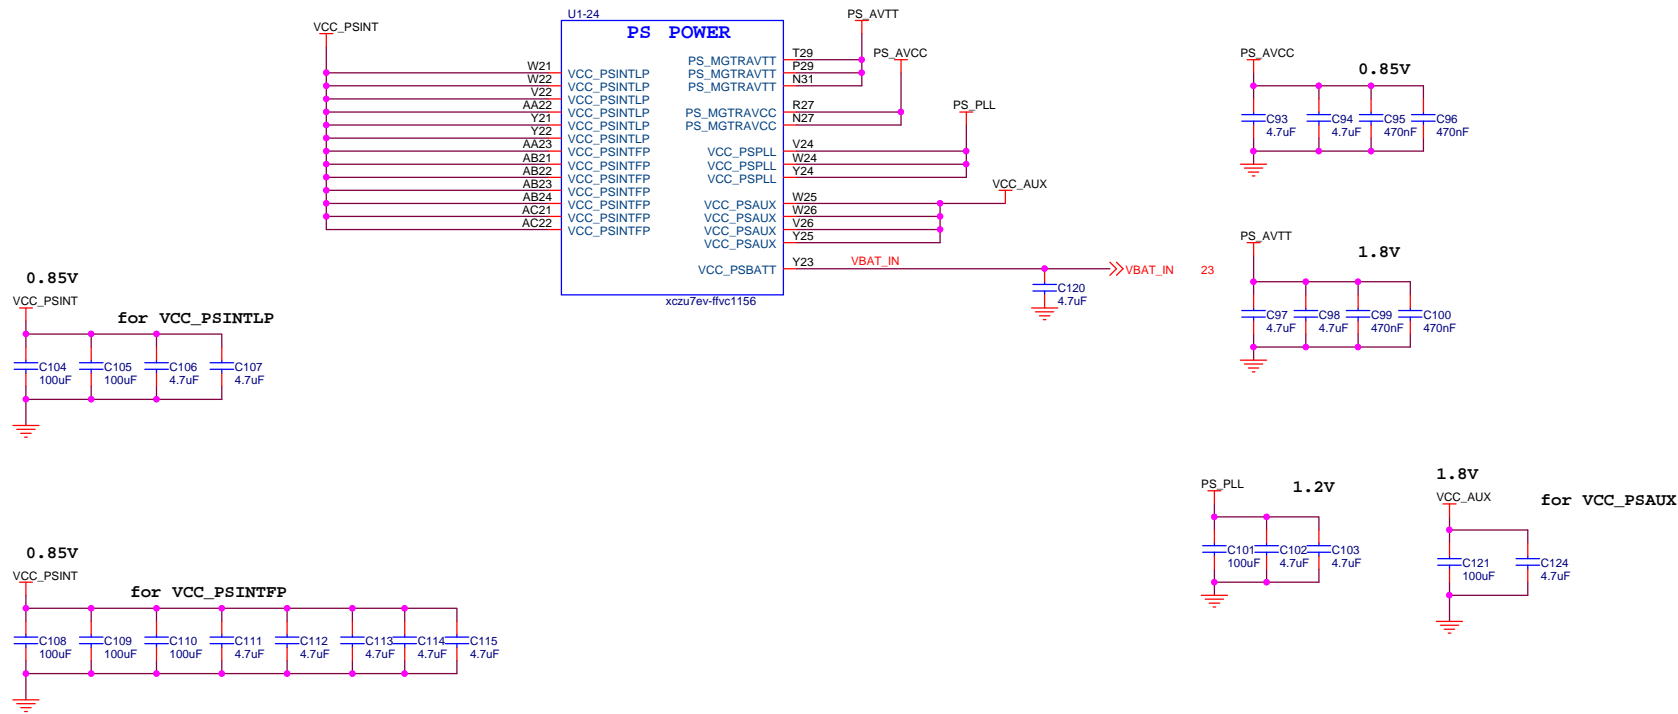 U1-24
PS POWER
VCC_PSINT
W21 VCC_PSINTLP
W22 VCC_PSINTLP
V22 VCC_PSINTLP
AA22 VCC_PSINTLP
Y21 VCC_PSINTLP
Y22 VCC_PSINTLP
AA23 VCC_PSINTFP
AB21 VCC_PSINTFP
AB22 VCC_PSINTFP
AB23 VCC_PSINTFP
AB24 VCC_PSINTFP
AC21 VCC_PSINTFP
AC22 VCC_PSINTFP
PS_AVTT
PS_MGTRAVTT T29
PS_MGTRAVTT P29
PS_MGTRAVTT N31
PS_AVCC
PS_MGTRAVCC R27
PS_MGTRAVCC N27
PS_PLL
VCC_PSPLL V24
VCC_PSPLL W24
VCC_PSPLL Y24
VCC_AUX
VCC_PSAUX W25
VCC_PSAUX W26
VCC_PSAUX V26
VCC_PSAUX Y25
VCC_PSBATT Y23 VBAT_IN VBAT_IN 23
C120
4.7uF
xczu7ev-ffvc1156
PS_AVCC
0.85V
C93 C94 C95 C96
4.7uF 4.7uF 470nF 470nF
PS_AVTT
1.8V
C97 C98 C99 C100
4.7uF 4.7uF 470nF 470nF
0.85V
VCC_PSINT
for VCC_PSINTLP
C104 C105 C106 C107
100uF 100uF 4.7uF 4.7uF
PS_PLL
1.2V
C101 C102 C103
100uF 4.7uF 4.7uF
1.8V
VCC_AUX
for VCC_PSAUX
C121 C124
100uF 4.7uF
0.85V
VCC_PSINT
for VCC_PSINTFP
C108 C109 C110 C111 C112 C113 C114 C115
100uF 100uF 100uF 4.7uF 4.7uF 4.7uF 4.7uF 4.7uF